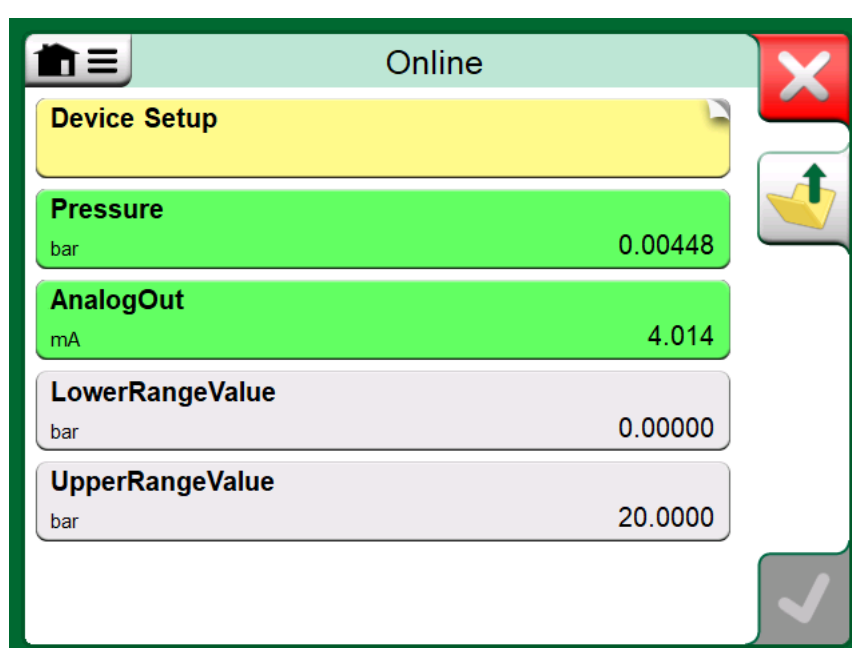 Online
Device Setup
Pressure
bar 0.00448
AnalogOut
mA 4.014
LowerRangeValue
bar 0.00000
UpperRangeValue
bar 20.0000